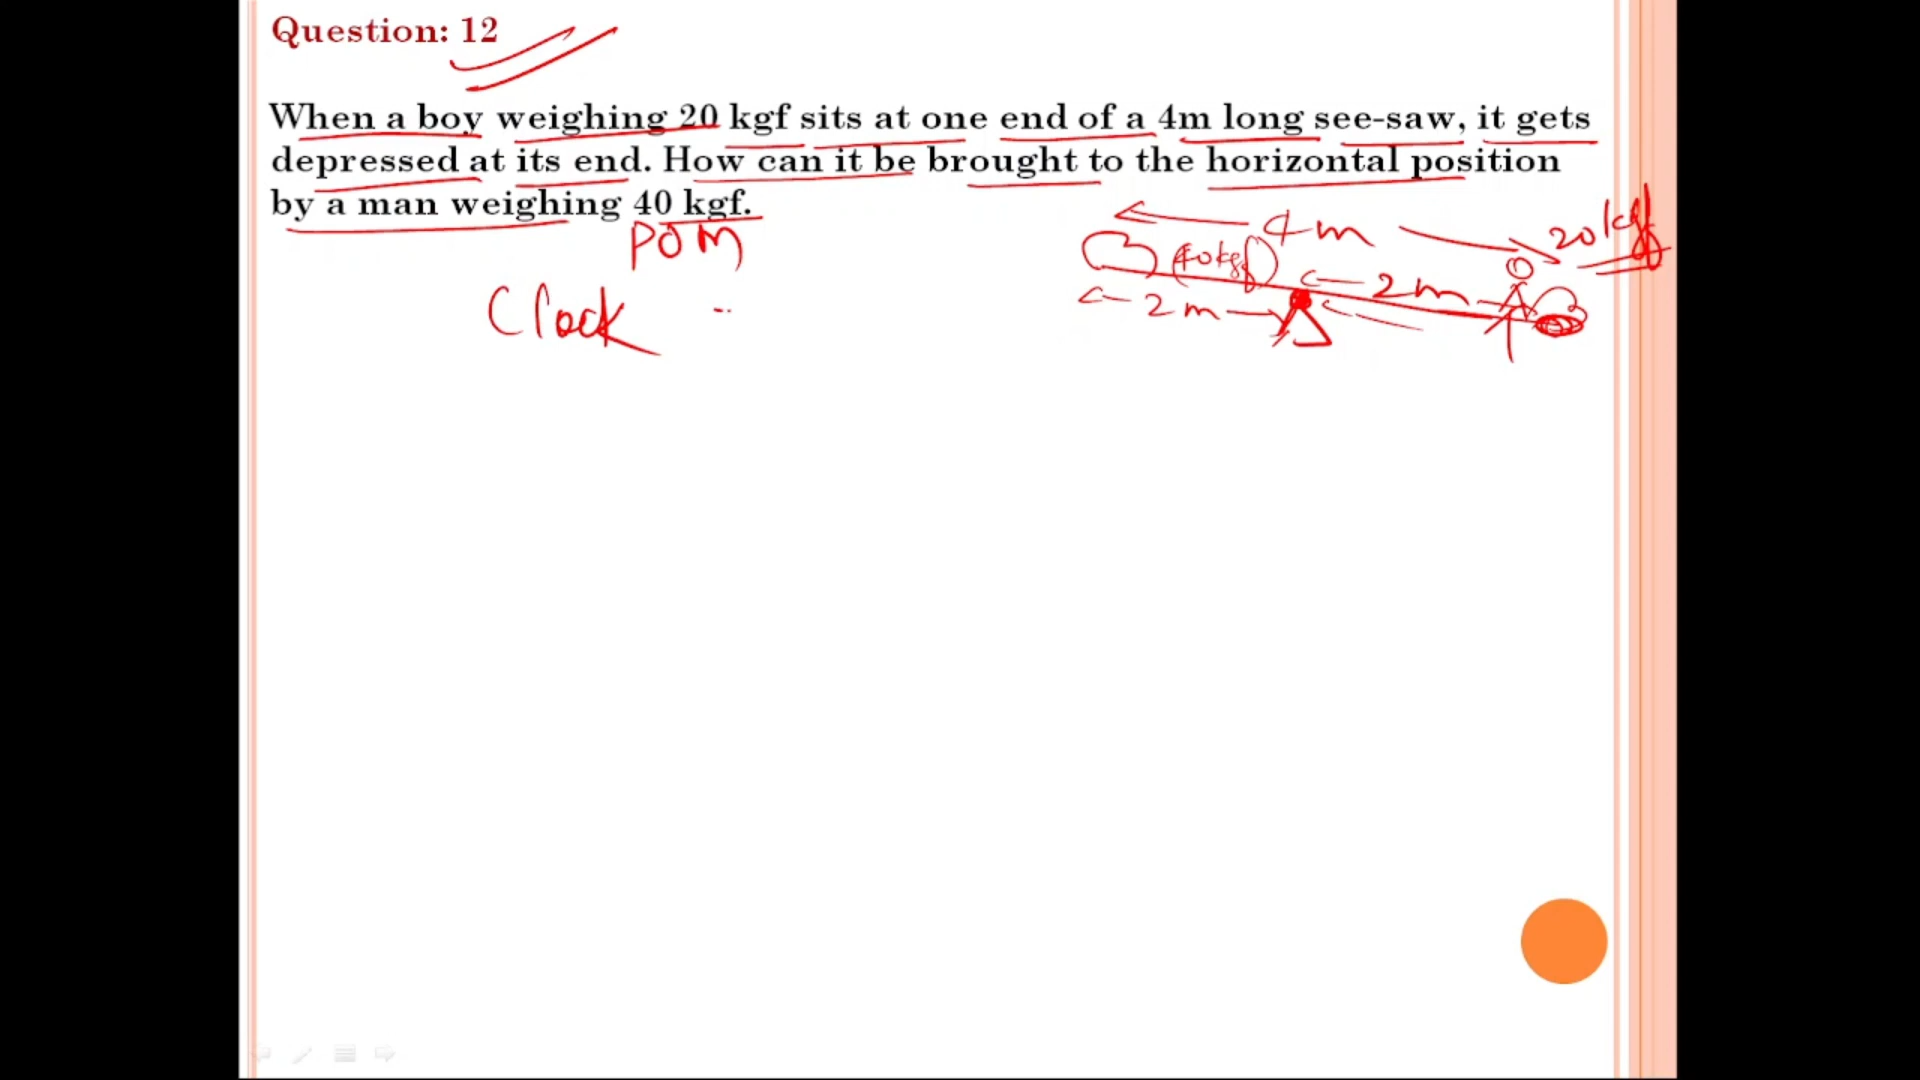 Question: 12
When a boy weighing 20 kgf sits at one end of a 4m long see-saw, it gets
depressed at its end. How can it be brought to the horizontal position
by a man weighing 40 kgf.
POM
4m
20 kgf
(40kgf)
2m
2m
Clock